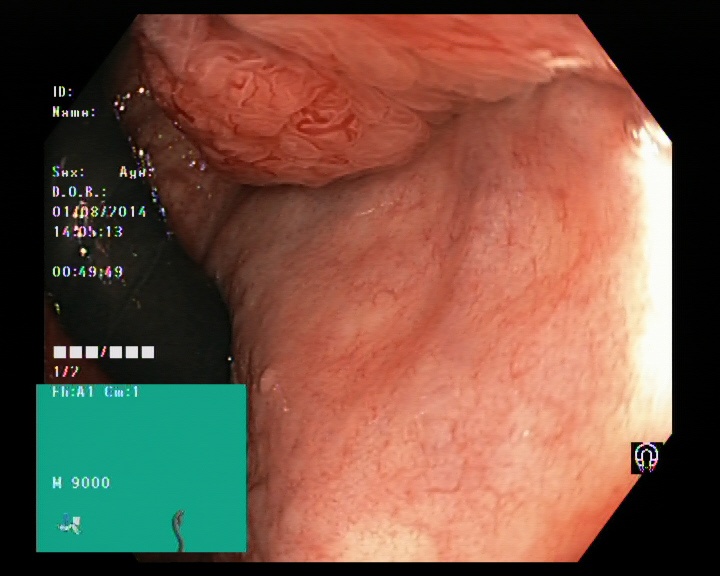 ID:
Name:
Sex: Age:
D.O.B.:
01/08/2014
14:05:13
00:49:49
■■■/■■■
1/2
Eh:A1 Cm:1
M 9000